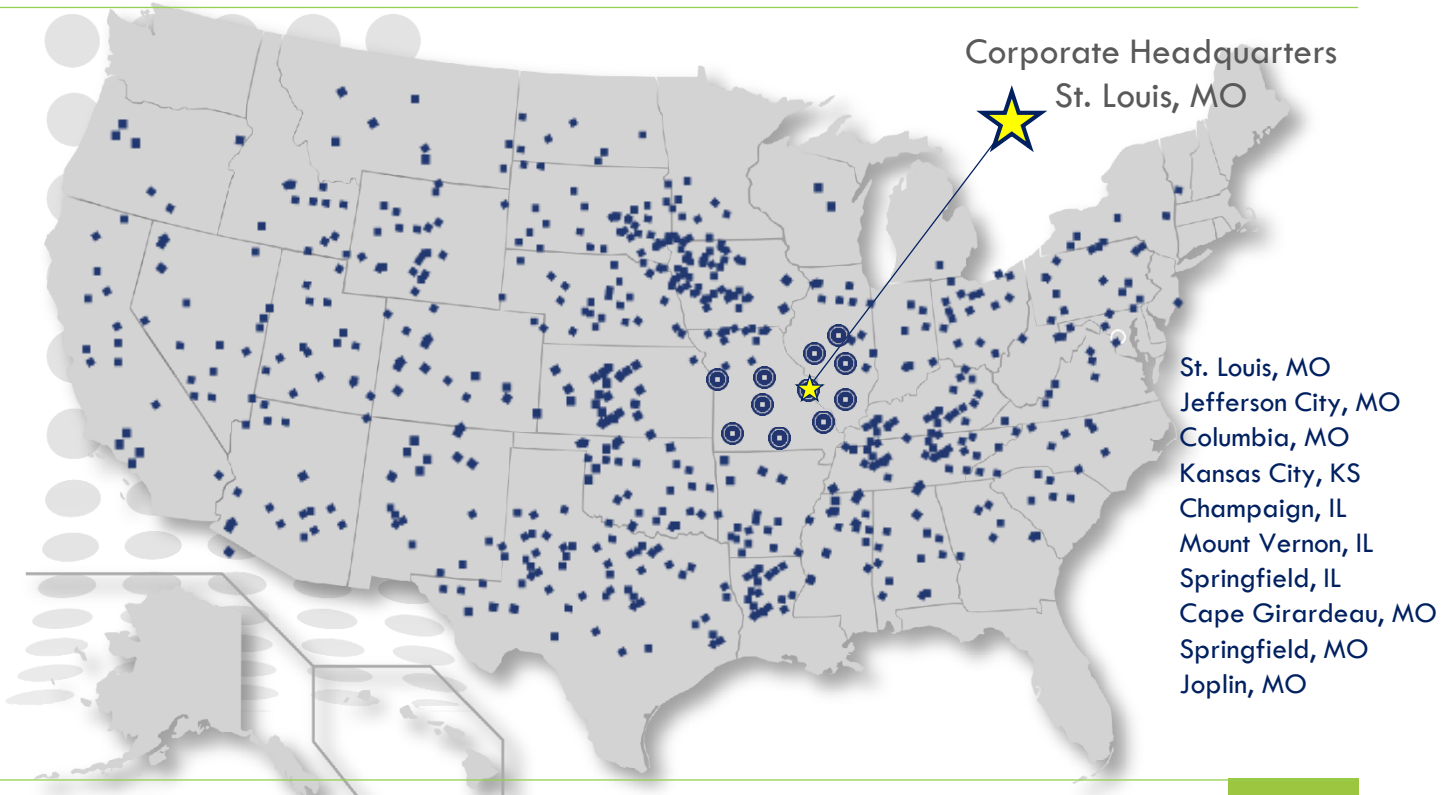 Corporate Headquarters
St. Louis, MO
St. Louis, MO
Jefferson City, MO
Columbia, MO
Kansas City, KS
Champaign, IL
Mount Vernon, IL
Springfield, IL
Cape Girardeau, MO
Springfield, MO
Joplin, MO